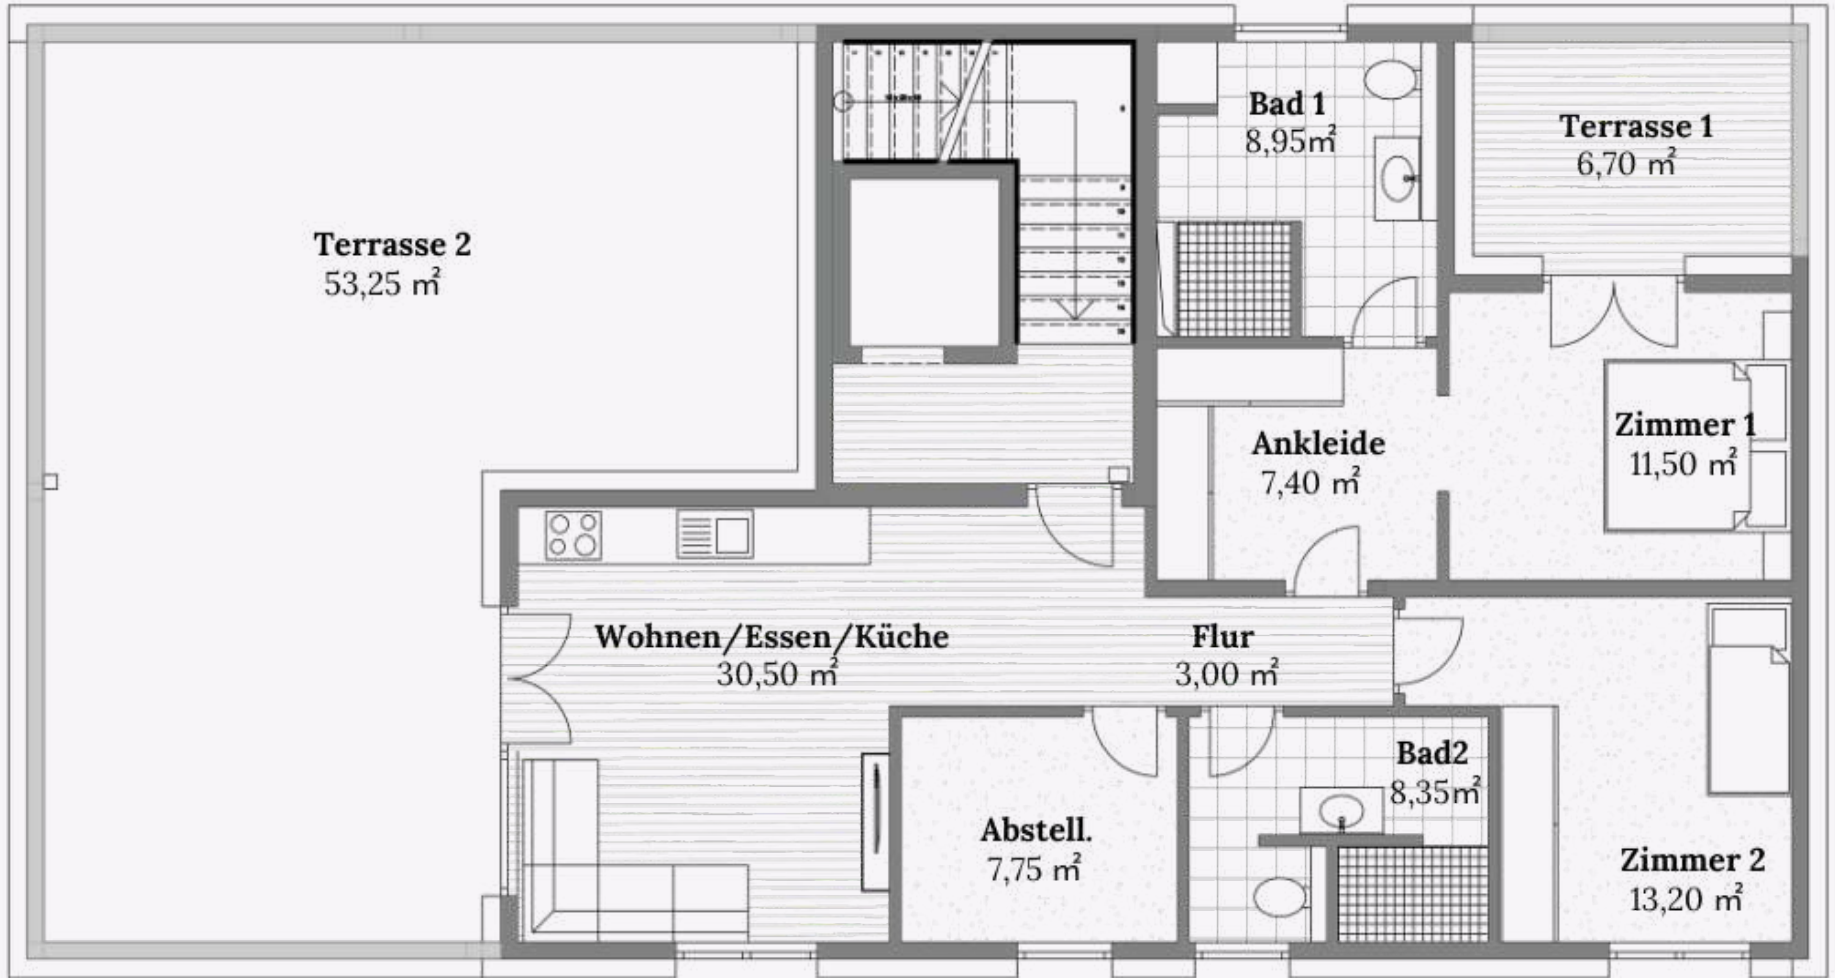 Bad 1
8,95m²
Terrasse 1
6,70 m²
Terrasse 2
53,25 m²
Zimmer 1
11,50 m²
Ankleide
7,40 m²
Wohnen/Essen/Küche
30,50 m²
Flur
3,00 m²
Bad2
8,35m²
Abstell.
7,75 m²
Zimmer 2
13,20 m²